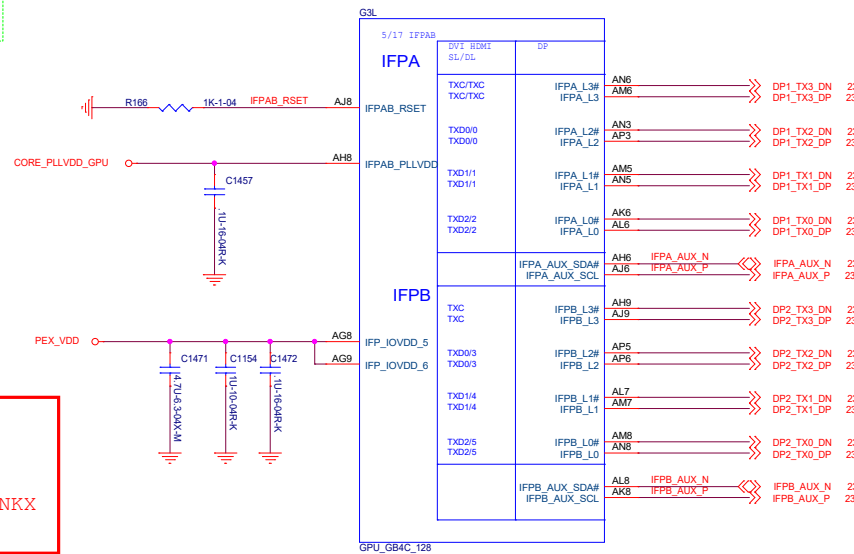 G3L
5/17 IFPAB
IFPA
DVI HDMI DP
SL/DL
TXC/TXC IFPA_L3# AN6 DP1_TX3_DN
TXC/TXC IFPA_L3 AM6 DP1_TX3_DP
R166 1K-1-04 IFPAB_RSET AJ8 IFPAB_RSET
TXD0/0 IFPA_L2# AN3 DP1_TX2_DN
TXD0/0 IFPA_L2 AP3 DP1_TX2_DP
CORE_PLLVDD_GPU AH8 IFPAB_PLLVDD
TXD1/1 IFPA_L1# AM5 DP1_TX1_DN
TXD1/1 IFPA_L1 AN5 DP1_TX1_DP
C1457
.1U-16-04R-K
TXD2/2 IFPA_L0# AK6 DP1_TX0_DN
TXD2/2 IFPA_L0 AL6 DP1_TX0_DP
IFPA_AUX_SDA# AH6 IFPA_AUX_N IFPA_AUX_N
IFPA_AUX_SCL AJ6 IFPA_AUX_P IFPA_AUX_P
IFPB
TXC IFPB_L3# AH9 DP2_TX3_DN
TXC IFPB_L3 AJ9 DP2_TX3_DP
PEX_VDD AG8 IFP_IOVDD_5
AG9 IFP_IOVDD_6
TXD0/3 IFPB_L2# AP5 DP2_TX2_DN
TXD0/3 IFPB_L2 AP6 DP2_TX2_DP
C1471 C1154 C1472
4.7U-6.3-04X-M 1U-10-04R-K .1U-16-04R-K
TXD1/4 IFPB_L1# AL7 DP2_TX1_DN
TXD1/4 IFPB_L1 AM7 DP2_TX1_DP
TXD2/5 IFPB_L0# AM8 DP2_TX0_DN
TXD2/5 IFPB_L0 AN8 DP2_TX0_DP
IFPB_AUX_SDA# AL8 IFPB_AUX_N IFPB_AUX_N
IFPB_AUX_SCL AK8 IFPB_AUX_P IFPB_AUX_P
NKX
GPU_GB4C_128